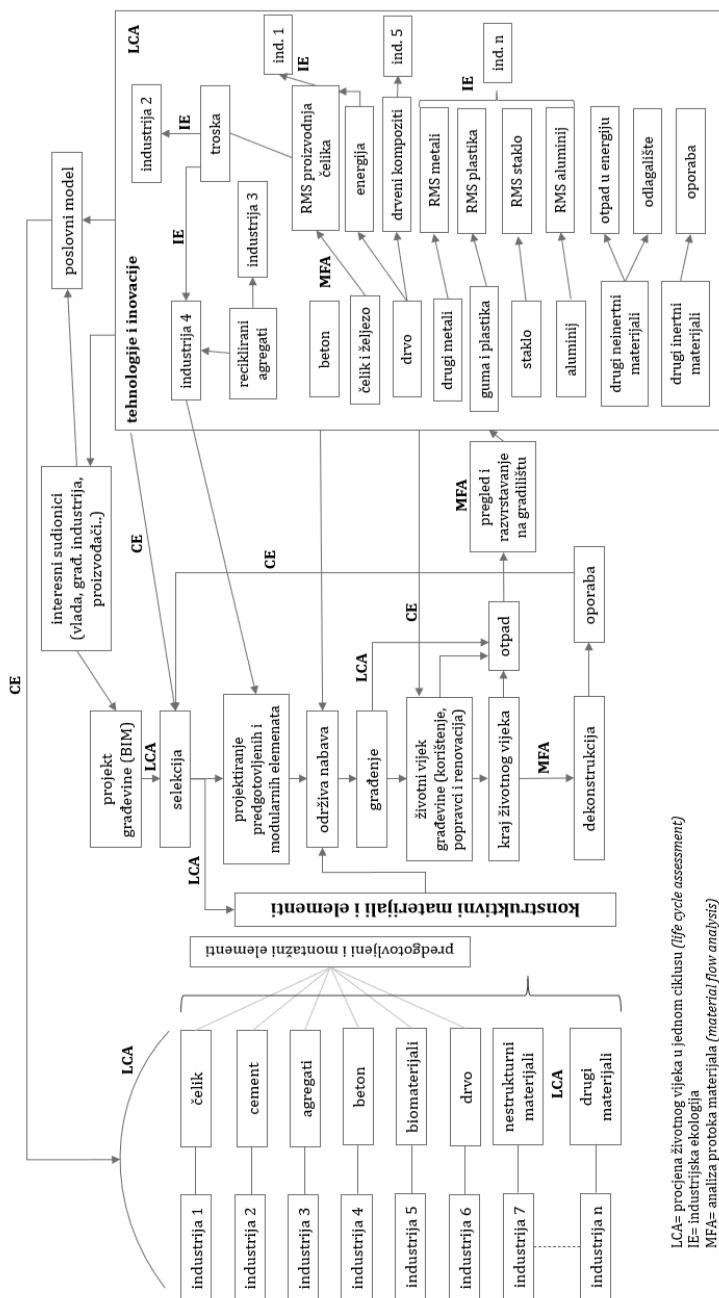 CE
poslovni model
interesni sudionici
(vlada, građ. industrija,
proizvođači..)
CE
LCA
industrija 1
čelik
industrija 2
cement
industrija 3
agregati
industrija 4
beton
industrija 5
biomaterijali
industrija 6
drvo
industrija 7
nestrukturni
materijali
LCA
industrija n
drugi
materijali
predgotovljeni i montažni elementi
konstruktivni materijali i elementi
LCA
projekt
građevine (BIM)
LCA
selekcija
projektiranje
predgotovljenih i
modularnih elemenata
održiva nabava
građenje
LCA
životni vijek
građevine (korištenje,
popravci i renovacija)
CE
kraj životnog vijeka
otpad
MFA
dekonstrukcija
oporaba
CE
MFA
pregled i
razvrstavanje
na gradilištu
tehnologije i inovacije
LCA
industrija 4
IE
troska
IE
industrija 2
reciklirani
agregati
industrija 3
beton
MFA
čelik i željezo
RMS proizvodnja
čelika
IE
ind. 1
drvo
energija
drveni kompoziti
ind. 5
drugi metali
RMS metali
guma i plastika
RMS plastika
IE
ind. n
staklo
RMS staklo
aluminij
RMS aluminij
drugi neinertni
materijali
otpad u energiju
odlagalište
drugi inertni
materijali
oporaba
LCA= procjena životnog vijeka u jednom ciklusu (life cycle assessment)
IE= industrijska ekologija
MFA= analiza protoka materijala (material flow analysis)